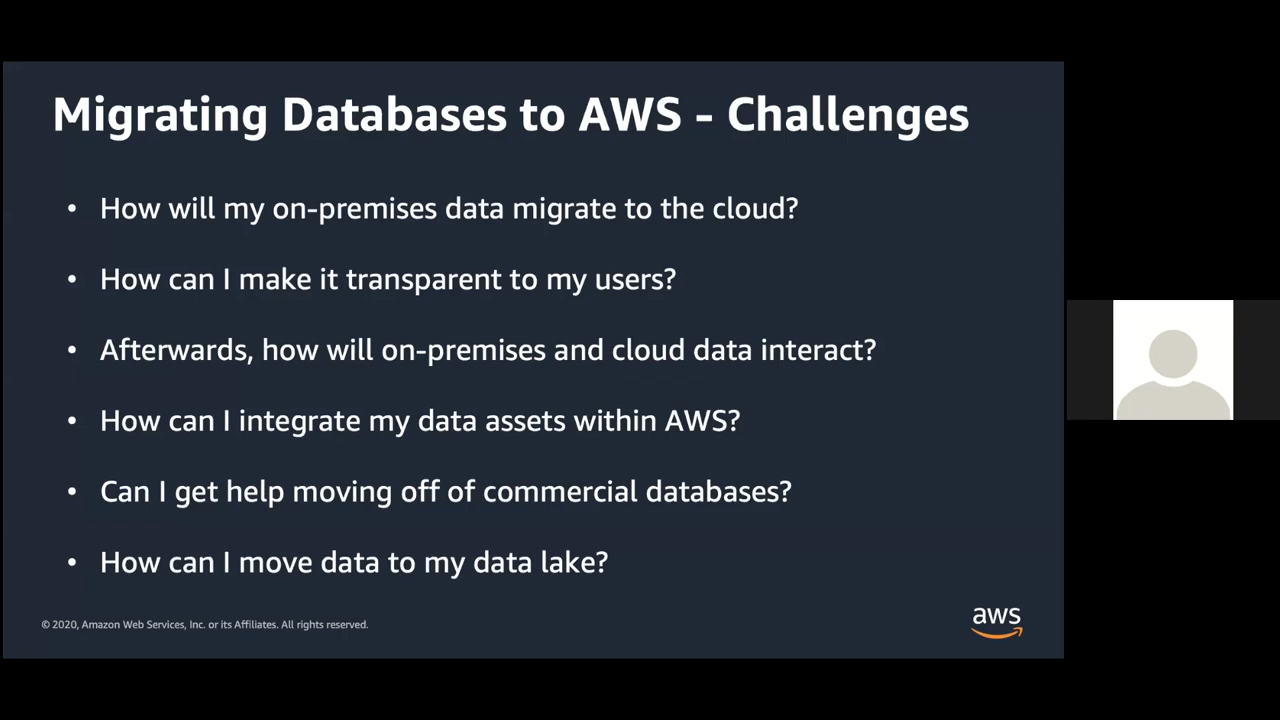 Migrating Databases to AWS - Challenges
• How will my on-premises data migrate to the cloud?
• How can I make it transparent to my users?
• Afterwards, how will on-premises and cloud data interact?
• How can I integrate my data assets within AWS?
• Can I get help moving off of commercial databases?
• How can I move data to my data lake?
© 2020, Amazon Web Services, Inc. or its Affiliates. All rights reserved.
aws